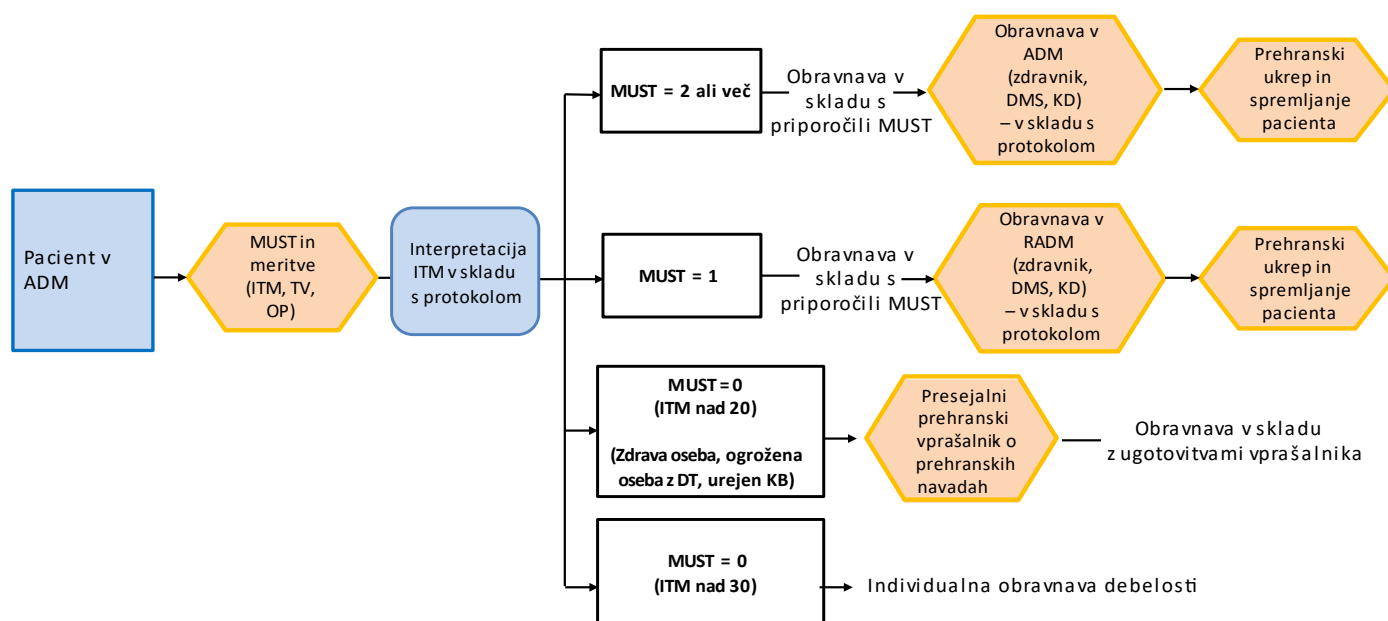 Pacient v
ADM
MUST in
meritve
(ITM, TV,
OP)
Interpretacija
ITM v skladu
s protokolom
MUST = 2 ali več
Obravnava v
skladu s
priporočili MUST
Obravnava v
ADM
(zdravnik,
DMS, KD)
– v skladu s
protokolom
Prehranski
ukrep in
spremljanje
pacienta
MUST = 1
Obravnava v
skladu s
priporočili MUST
Obravnava v
RADM
(zdravnik,
DMS, KD)
– v skladu s
protokolom
Prehranski
ukrep in
spremljanje
pacienta
MUST = 0
(ITM nad 20)
(Zdrava oseba, ogrožena
oseba z DT, urejen KB)
Presejalni
prehranski
vprašalnik o
prehranskih
navadah
Obravnava v skladu
z ugotovitvami vprašalnika
MUST = 0
(ITM nad 30)
Individualna obravnava debelosti